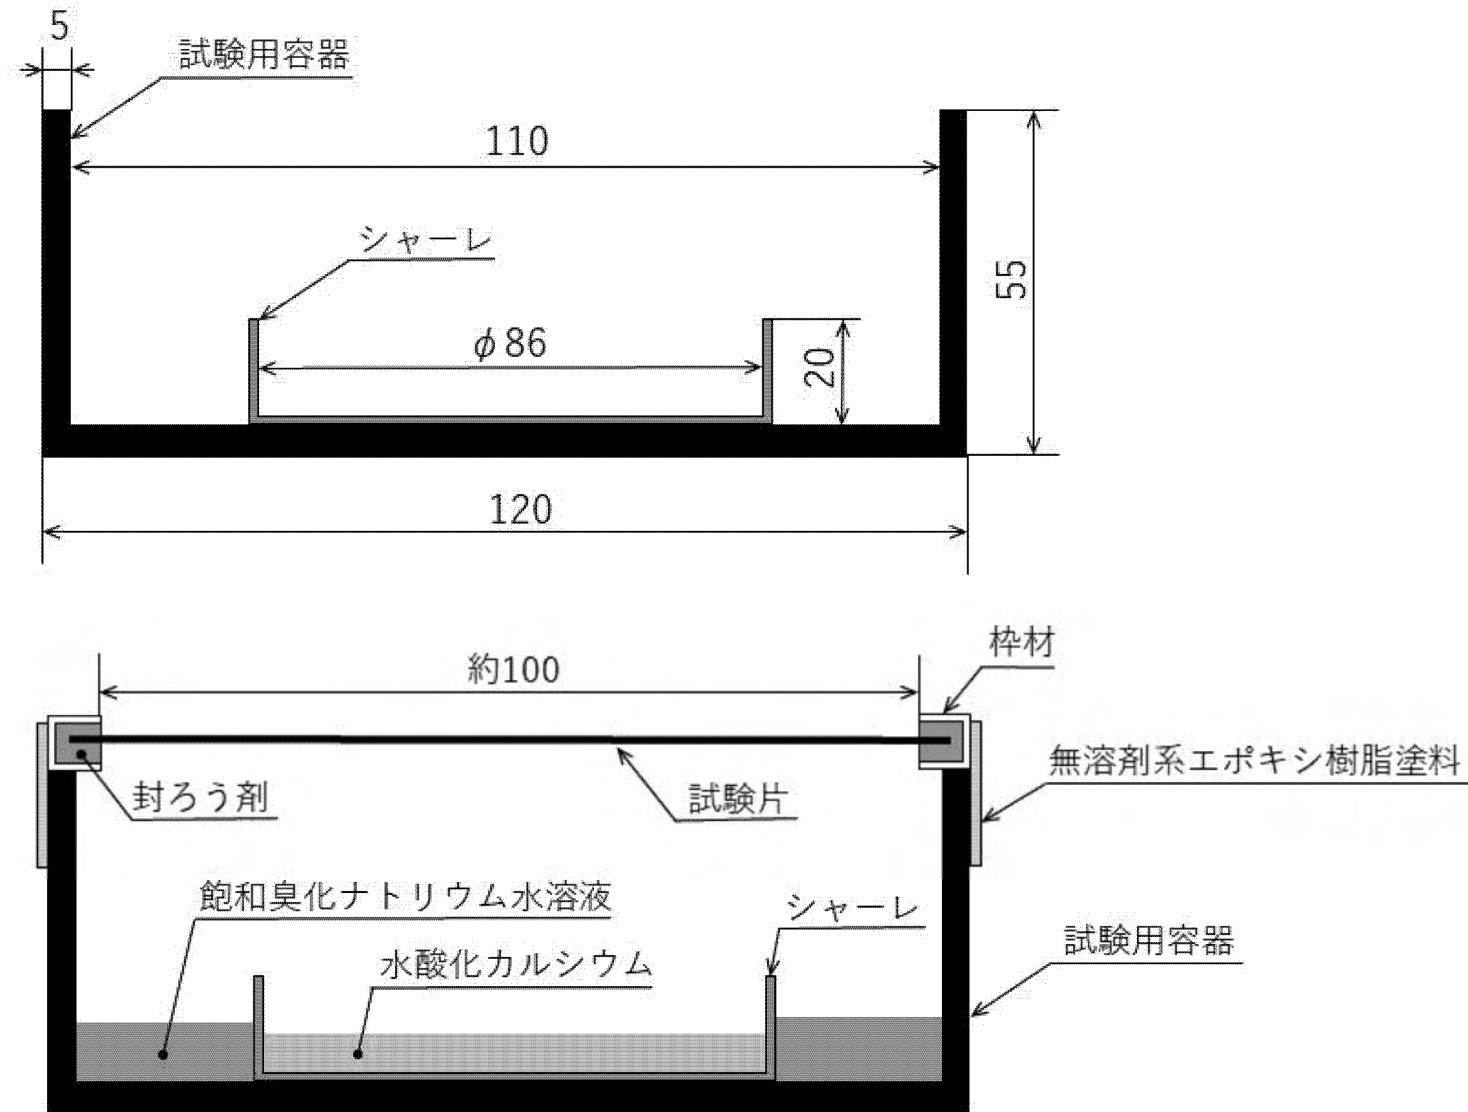 5
試験用容器
110
シャーレ
55
φ86
20
120
枠材
約100
無溶剤系エポキシ樹脂塗料
封ろう剤
試験片
飽和臭化ナトリウム水溶液
シャーレ
試験用容器
水酸化カルシウム